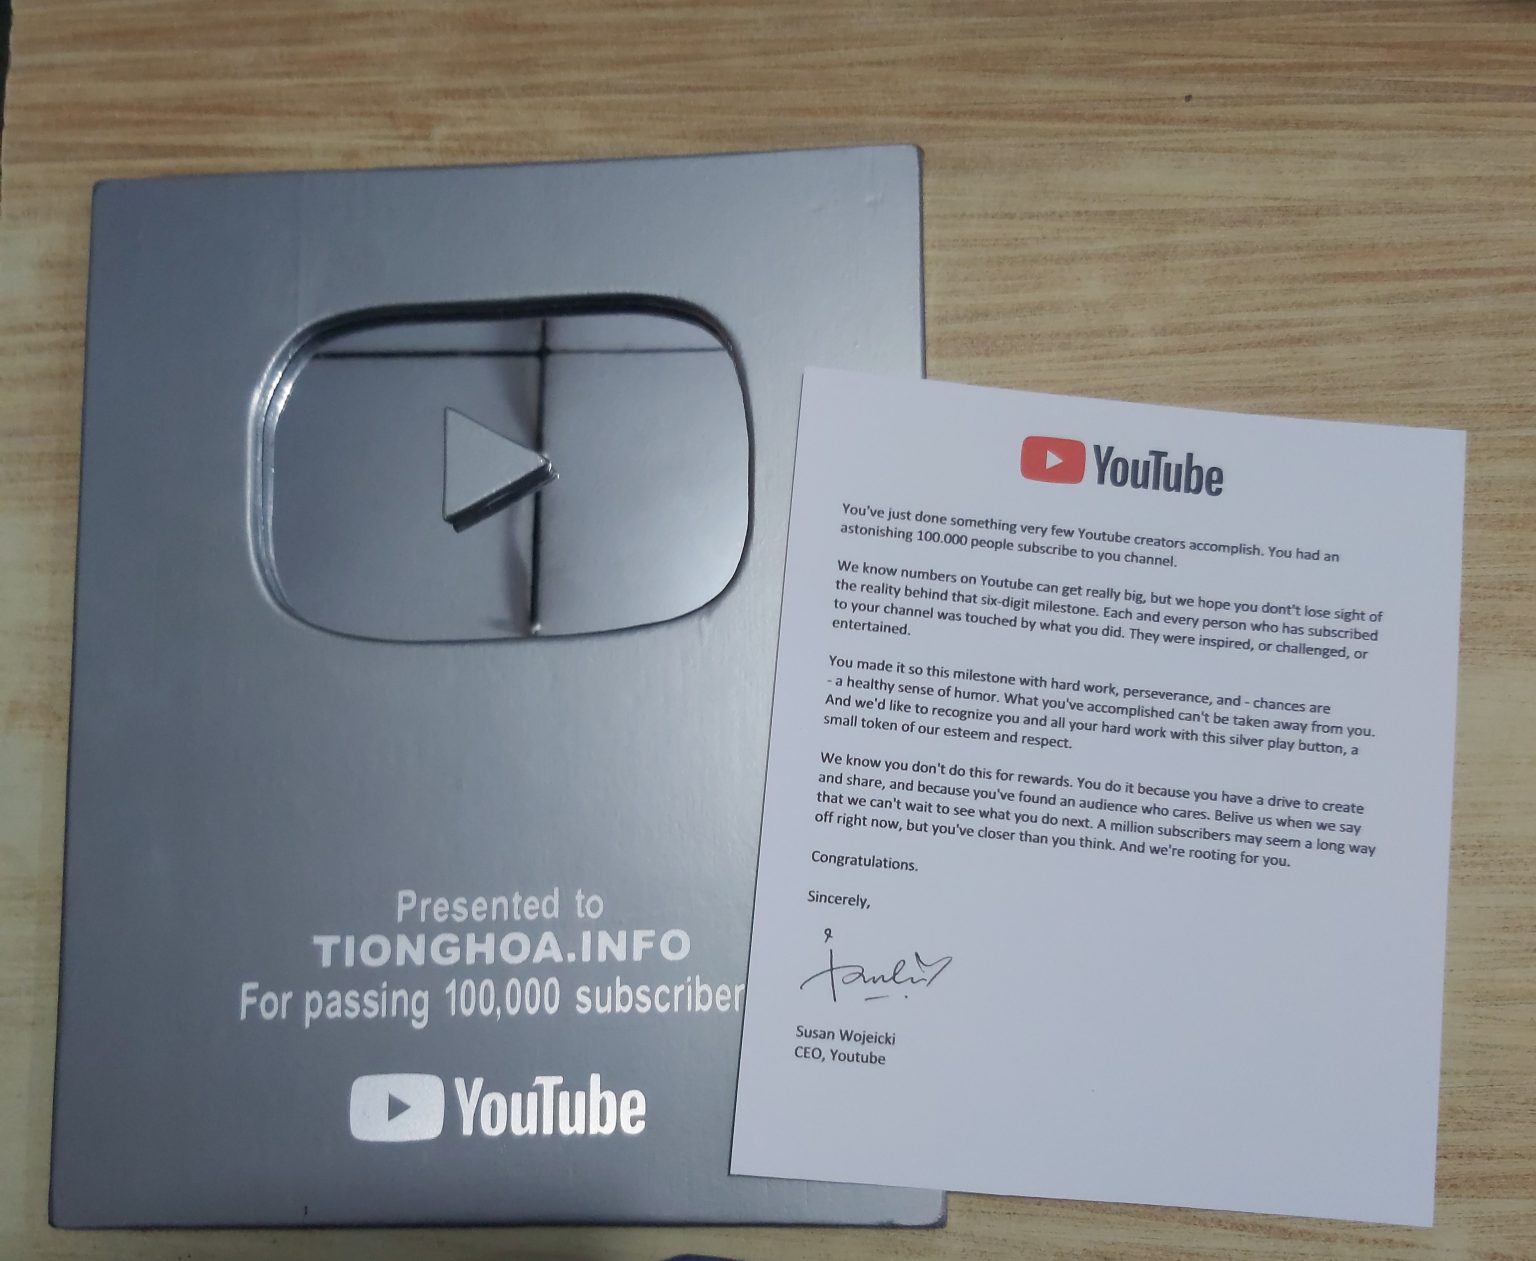 Presented to
TIONGHOA.INFO
For passing 100,000 subscriber
YouTube
YouTube
You've just done something very few Youtube creators accomplish. You had an
astonishing 100.000 people subscribe to you channel.
We know numbers on Youtube can get really big, but we hope you dont't lose sight of
the reality behind that six-digit milestone. Each and every person who has subscribed
to your channel was touched by what you did. They were inspired, or challenged, or
entertained.
You made it so this milestone with hard work, perseverance, and - chances are
- a healthy sense of humor. What you've accomplished can't be taken away from you.
And we'd like to recognize you and all your hard work with this silver play button, a
small token of our esteem and respect.
We know you don't do this for rewards. You do it because you have a drive to create
and share, and because you've found an audience who cares. Belive us when we say
that we can't wait to see what you do next. A million subscribers may seem a long way
off right now, but you've closer than you think. And we're rooting for you.
Congratulations.
Sincerely,
Susan Wojeicki
CEO, Youtube